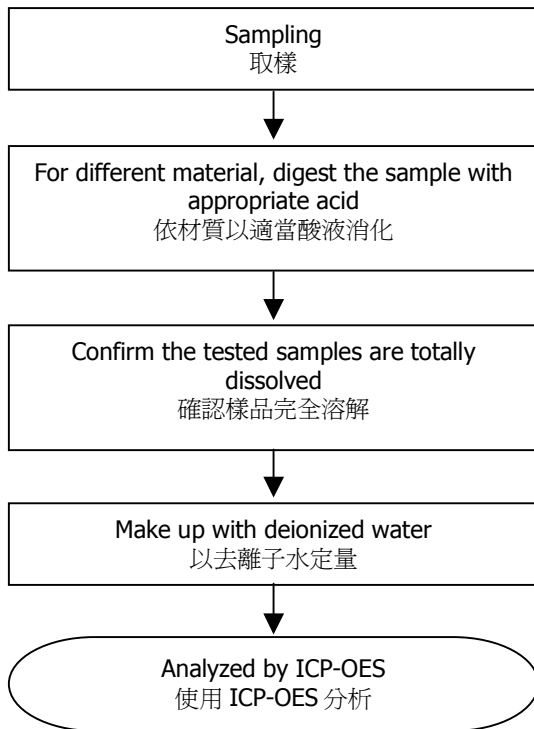 Sampling
取樣
For different material, digest the sample with
appropriate acid
依材質以適當酸液消化
Confirm the tested samples are totally
dissolved
確認樣品完全溶解
Make up with deionized water
以去離子水定量
Analyzed by ICP-OES
使用 ICP-OES 分析